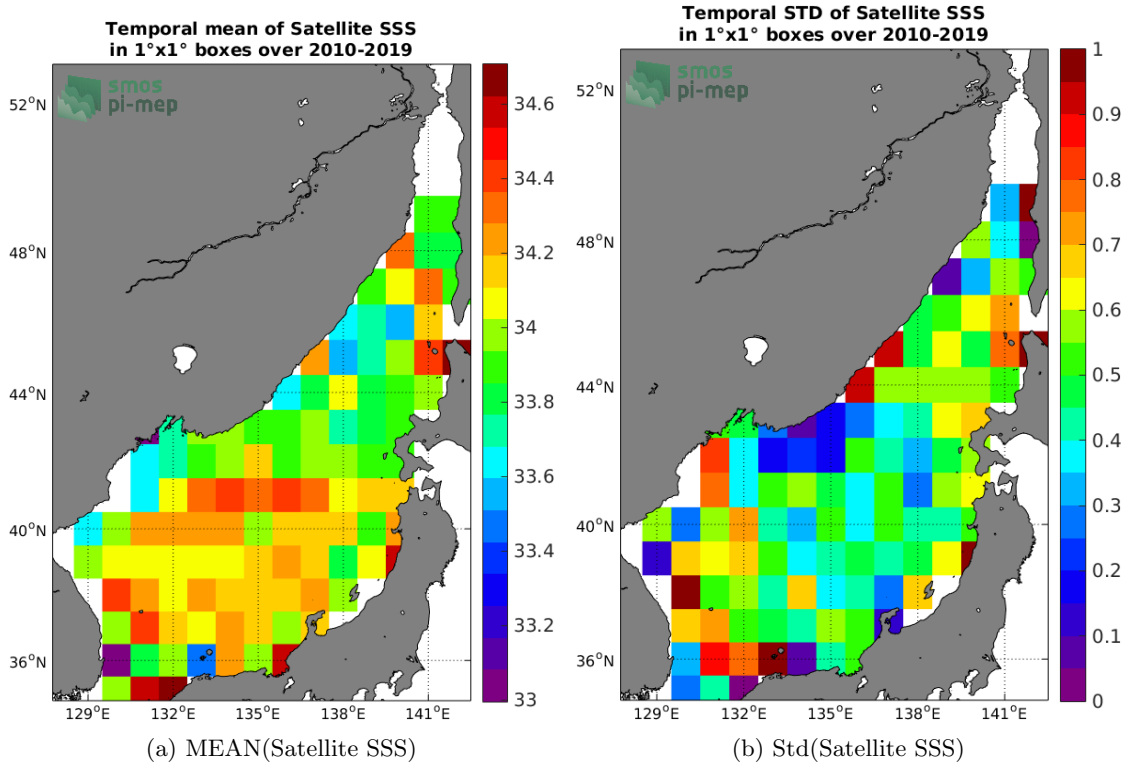 Temporal mean of Satellite SSS
in 1°x1° boxes over 2010-2019
smos
pi-mep
52°N
48°N
44°N
40°N
36°N
129°E
132°E
135°E
138°E
141°E
34.6
34.4
34.2
34
33.8
33.6
33.4
33.2
33
(a) MEAN(Satellite SSS)
Temporal STD of Satellite SSS
in 1°x1° boxes over 2010-2019
smos
pi-mep
52°N
48°N
44°N
40°N
36°N
129°E
132°E
135°E
138°E
141°E
1
0.9
0.8
0.7
0.6
0.5
0.4
0.3
0.2
0.1
0
(b) Std(Satellite SSS)